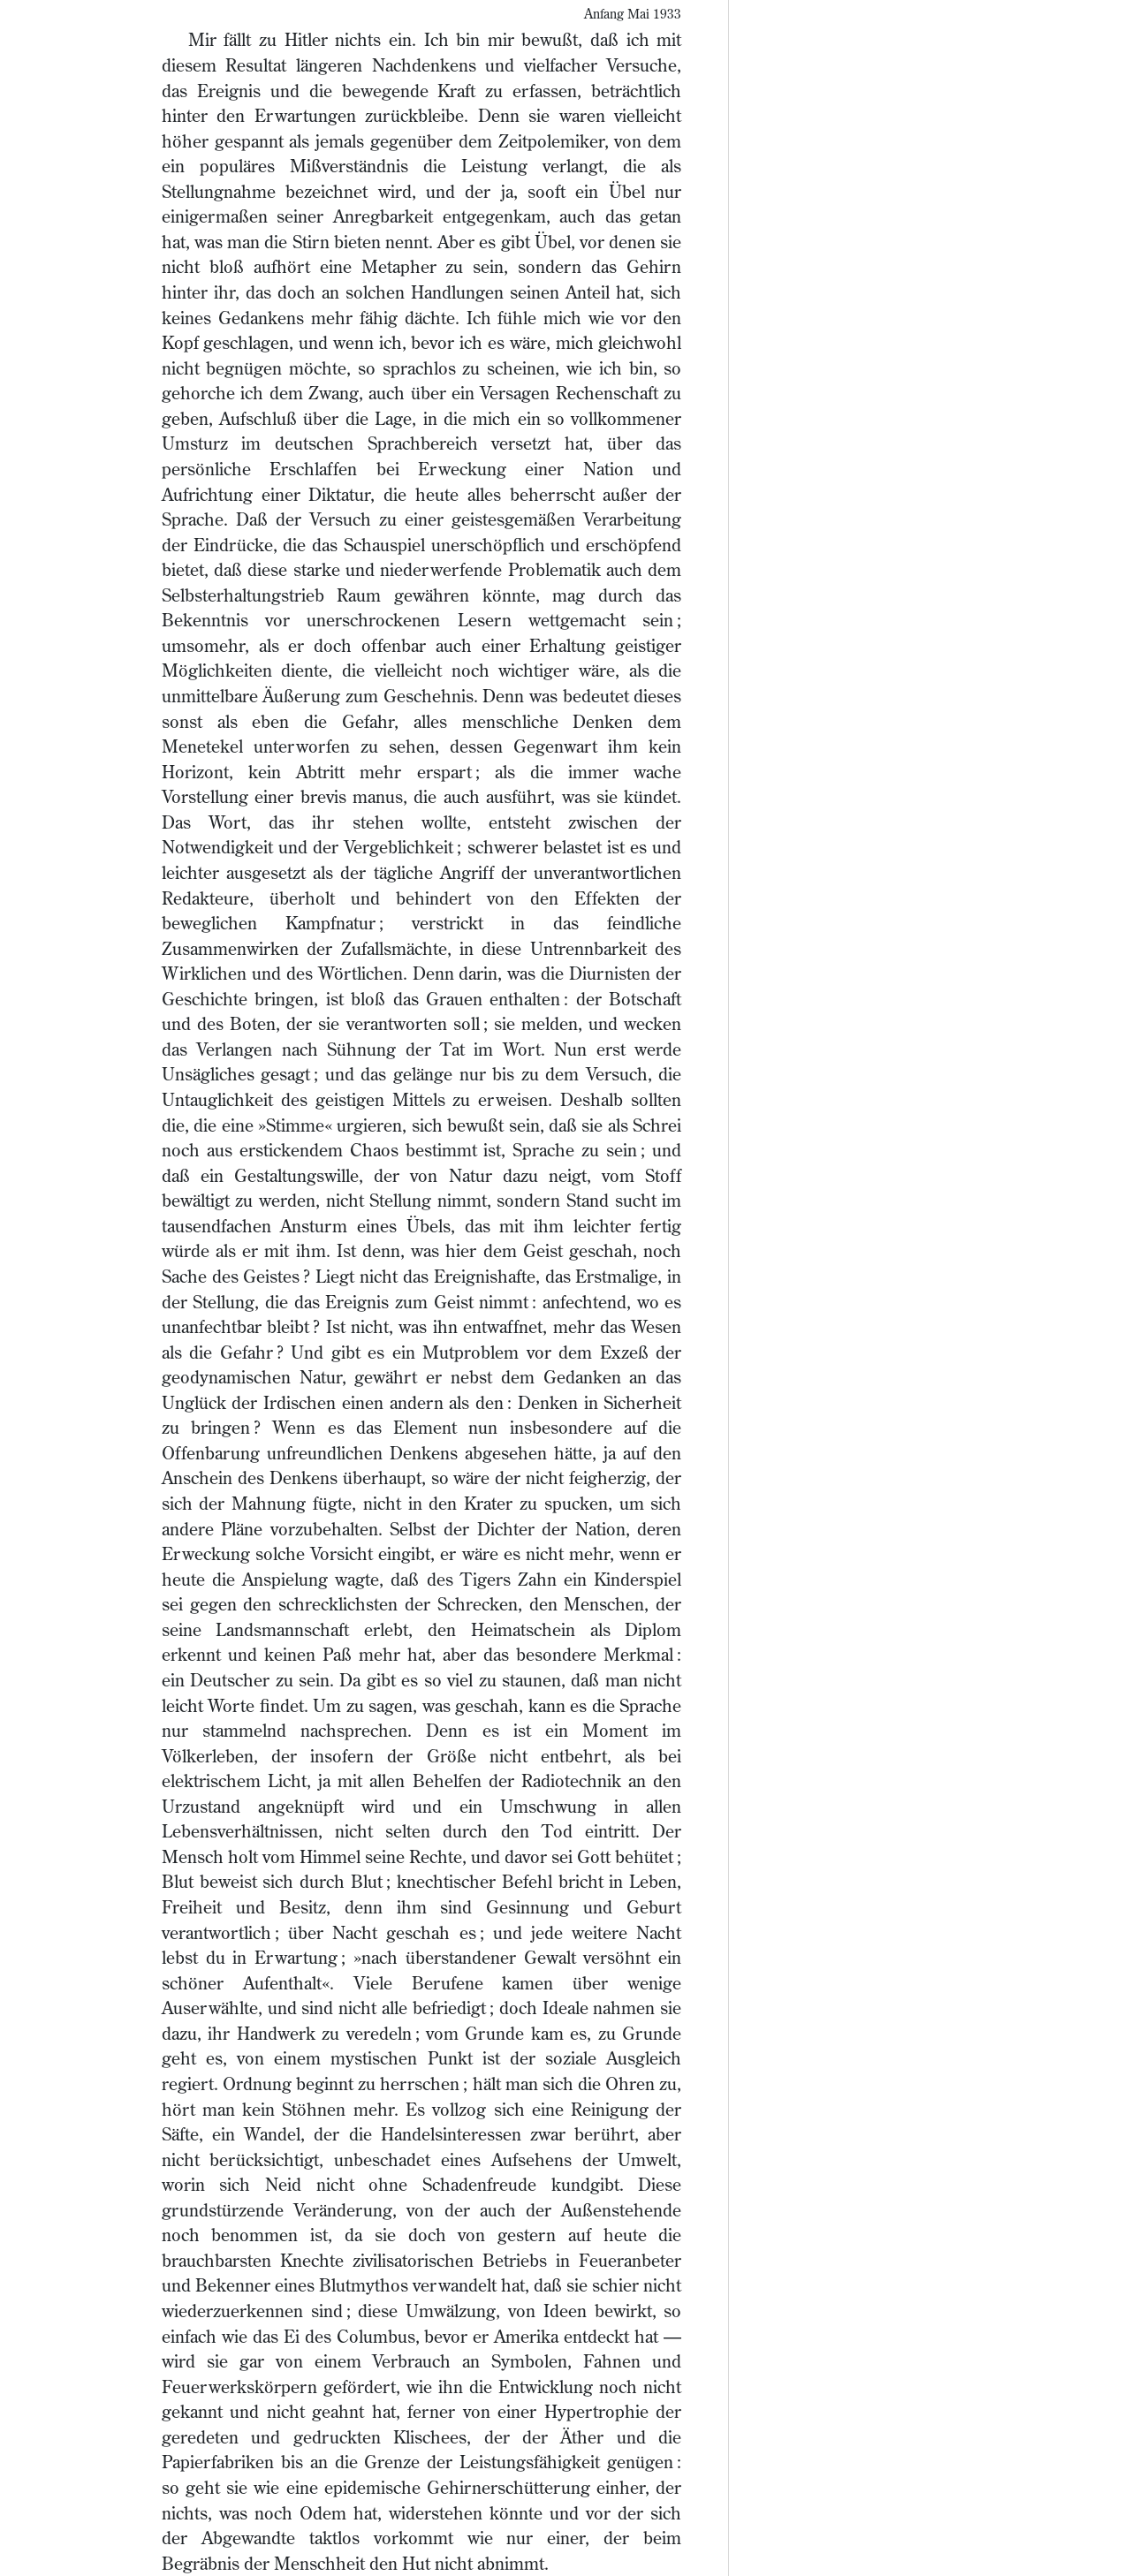 Anfang Mai 1933
Mir fällt zu Hitler nichts ein. Ich bin mir bewußt, daß ich mit
diesem Resultat längeren Nachdenkens und vielfacher Versuche,
das Ereignis und die bewegende Kraft zu erfassen, beträchtlich
hinter den Erwartungen zurückbleibe. Denn sie waren vielleicht
höher gespannt als jemals gegenüber dem Zeitpolemiker, von dem
ein populäres Mißverständnis die Leistung verlangt, die als
Stellungnahme bezeichnet wird, und der ja, sooft ein Übel nur
einigermaßen seiner Anregbarkeit entgegenkam, auch das getan
hat, was man die Stirn bieten nennt. Aber es gibt Übel, vor denen sie
nicht bloß aufhört eine Metapher zu sein, sondern das Gehirn
hinter ihr, das doch an solchen Handlungen seinen Anteil hat, sich
keines Gedankens mehr fähig dächte. Ich fühle mich wie vor den
Kopf geschlagen, und wenn ich, bevor ich es wäre, mich gleichwohl
nicht begnügen möchte, so sprachlos zu scheinen, wie ich bin, so
gehorche ich dem Zwang, auch über ein Versagen Rechenschaft zu
geben, Aufschluß über die Lage, in die mich ein so vollkommener
Umsturz im deutschen Sprachbereich versetzt hat, über das
persönliche Erschlaffen bei Erweckung einer Nation und
Aufrichtung einer Diktatur, die heute alles beherrscht außer der
Sprache. Daß der Versuch zu einer geistesgemäßen Verarbeitung
der Eindrücke, die das Schauspiel unerschöpflich und erschöpfend
bietet, daß diese starke und niederwerfende Problematik auch dem
Selbsterhaltungstrieb Raum gewähren könnte, mag durch das
Bekenntnis vor unerschrockenen Lesern wettgemacht sein ;
umsomehr, als er doch offenbar auch einer Erhaltung geistiger
Möglichkeiten diente, die vielleicht noch wichtiger wäre, als die
unmittelbare Äußerung zum Geschehnis. Denn was bedeutet dieses
sonst als eben die Gefahr, alles menschliche Denken dem
Menetekel unterworfen zu sehen, dessen Gegenwart ihm kein
Horizont, kein Abtritt mehr erspart ; als die immer wache
Vorstellung einer brevis manus, die auch ausführt, was sie kündet.
Das Wort, das ihr stehen wollte, entsteht zwischen der
Notwendigkeit und der Vergeblichkeit ; schwerer belastet ist es und
leichter ausgesetzt als der tägliche Angriff der unverantwortlichen
Redakteure, überholt und behindert von den Effekten der
beweglichen Kampfnatur ; verstrickt in das feindliche
Zusammenwirken der Zufallsmächte, in diese Untrennbarkeit des
Wirklichen und des Wörtlichen. Denn darin, was die Diurnisten der
Geschichte bringen, ist bloß das Grauen enthalten : der Botschaft
und des Boten, der sie verantworten soll ; sie melden, und wecken
das Verlangen nach Sühnung der Tat im Wort. Nun erst werde
Unsägliches gesagt ; und das gelänge nur bis zu dem Versuch, die
Untauglichkeit des geistigen Mittels zu erweisen. Deshalb sollten
die, die eine »Stimme« urgieren, sich bewußt sein, daß sie als Schrei
noch aus erstickendem Chaos bestimmt ist, Sprache zu sein ; und
daß ein Gestaltungswille, der von Natur dazu neigt, vom Stoff
bewältigt zu werden, nicht Stellung nimmt, sondern Stand sucht im
tausendfachen Ansturm eines Übels, das mit ihm leichter fertig
würde als er mit ihm. Ist denn, was hier dem Geist geschah, noch
Sache des Geistes ? Liegt nicht das Ereignishafte, das Erstmalige, in
der Stellung, die das Ereignis zum Geist nimmt : anfechtend, wo es
unanfechtbar bleibt ? Ist nicht, was ihn entwaffnet, mehr das Wesen
als die Gefahr ? Und gibt es ein Mutproblem vor dem Exzeß der
geodynamischen Natur, gewährt er nebst dem Gedanken an das
Unglück der Irdischen einen andern als den : Denken in Sicherheit
zu bringen ? Wenn es das Element nun insbesondere auf die
Offenbarung unfreundlichen Denkens abgesehen hätte, ja auf den
Anschein des Denkens überhaupt, so wäre der nicht feigherzig, der
sich der Mahnung fügte, nicht in den Krater zu spucken, um sich
andere Pläne vorzubehalten. Selbst der Dichter der Nation, deren
Erweckung solche Vorsicht eingibt, er wäre es nicht mehr, wenn er
heute die Anspielung wagte, daß des Tigers Zahn ein Kinderspiel
sei gegen den schrecklichsten der Schrecken, den Menschen, der
seine Landsmannschaft erlebt, den Heimatschein als Diplom
erkennt und keinen Paß mehr hat, aber das besondere Merkmal :
ein Deutscher zu sein. Da gibt es so viel zu staunen, daß man nicht
leicht Worte findet. Um zu sagen, was geschah, kann es die Sprache
nur stammelnd nachsprechen. Denn es ist ein Moment im
Völkerleben, der insofern der Größe nicht entbehrt, als bei
elektrischem Licht, ja mit allen Behelfen der Radiotechnik an den
Urzustand angeknüpft wird und ein Umschwung in allen
Lebensverhältnissen, nicht selten durch den Tod eintritt. Der
Mensch holt vom Himmel seine Rechte, und davor sei Gott behütet ;
Blut beweist sich durch Blut ; knechtischer Befehl bricht in Leben,
Freiheit und Besitz, denn ihm sind Gesinnung und Geburt
verantwortlich ; über Nacht geschah es ; und jede weitere Nacht
lebst du in Erwartung ; »nach überstandener Gewalt versöhnt ein
schöner Aufenthalt«. Viele Berufene kamen über wenige
Auserwählte, und sind nicht alle befriedigt ; doch Ideale nahmen sie
dazu, ihr Handwerk zu veredeln ; vom Grunde kam es, zu Grunde
geht es, von einem mystischen Punkt ist der soziale Ausgleich
regiert. Ordnung beginnt zu herrschen ; hält man sich die Ohren zu,
hört man kein Stöhnen mehr. Es vollzog sich eine Reinigung der
Säfte, ein Wandel, der die Handelsinteressen zwar berührt, aber
nicht berücksichtigt, unbeschadet eines Aufsehens der Umwelt,
worin sich Neid nicht ohne Schadenfreude kundgibt. Diese
grundstürzende Veränderung, von der auch der Außenstehende
noch benommen ist, da sie doch von gestern auf heute die
brauchbarsten Knechte zivilisatorischen Betriebs in Feueranbeter
und Bekenner eines Blutmythos verwandelt hat, daß sie schier nicht
wiederzuerkennen sind ; diese Umwälzung, von Ideen bewirkt, so
einfach wie das Ei des Columbus, bevor er Amerika entdeckt hat —
wird sie gar von einem Verbrauch an Symbolen, Fahnen und
Feuerwerkskörpern gefördert, wie ihn die Entwicklung noch nicht
gekannt und nicht geahnt hat, ferner von einer Hypertrophie der
geredeten und gedruckten Klischees, der der Äther und die
Papierfabriken bis an die Grenze der Leistungsfähigkeit genügen :
so geht sie wie eine epidemische Gehirnerschütterung einher, der
nichts, was noch Odem hat, widerstehen könnte und vor der sich
der Abgewandte taktlos vorkommt wie nur einer, der beim
Begräbnis der Menschheit den Hut nicht abnimmt.